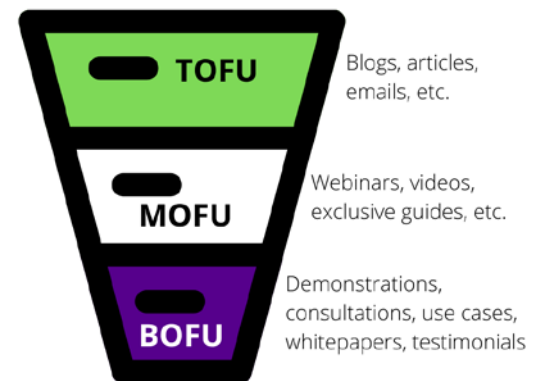 TOFU
Blogs, articles,
emails, etc.
MOFU
Webinars, videos,
exclusive guides, etc.
BOFU
Demonstrations,
consultations, use cases,
whitepapers, testimonials